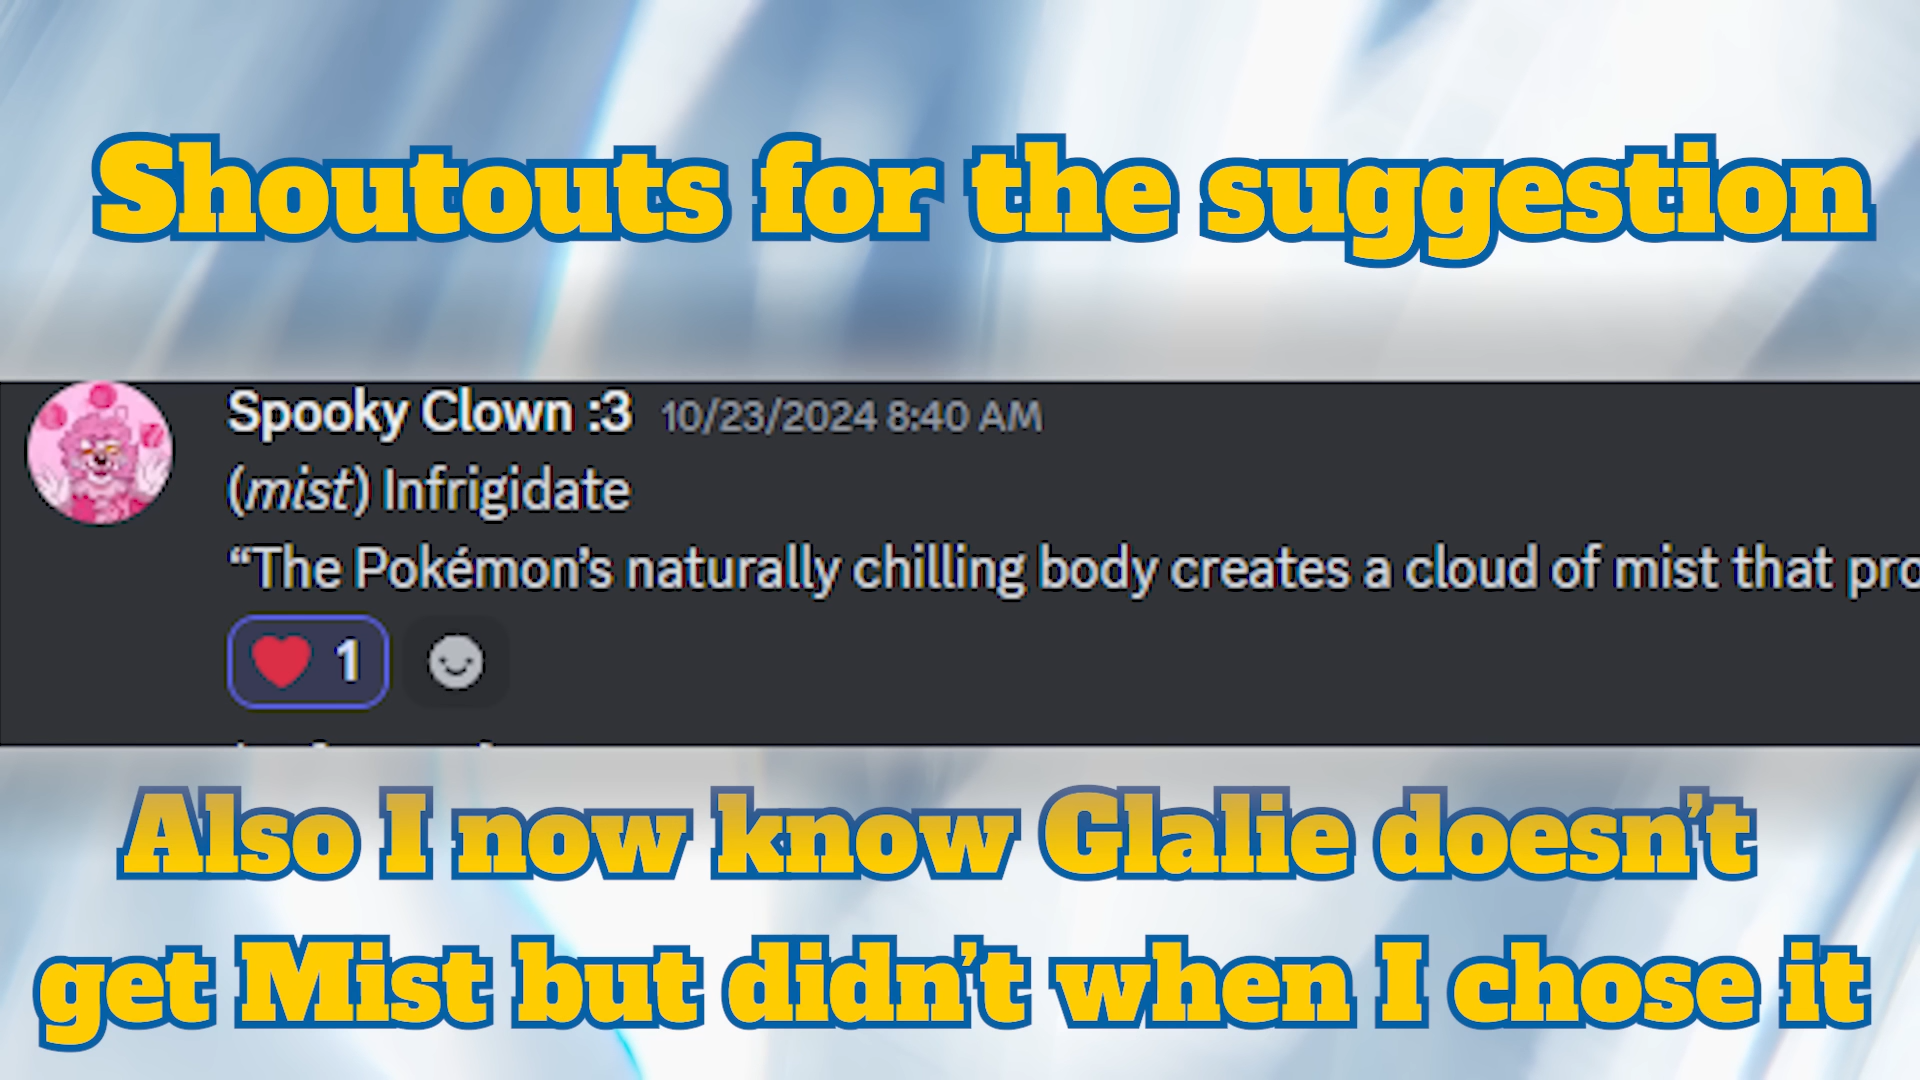 Shoutouts for the suggestion
Spooky Clown :3 10/23/2024 8:40 AM
(mist) Infrigidate
“The Pokémon’s naturally chilling body creates a cloud of mist that
1
Also I now know Glalie doesn’t
get Mist but didn’t when I chose it